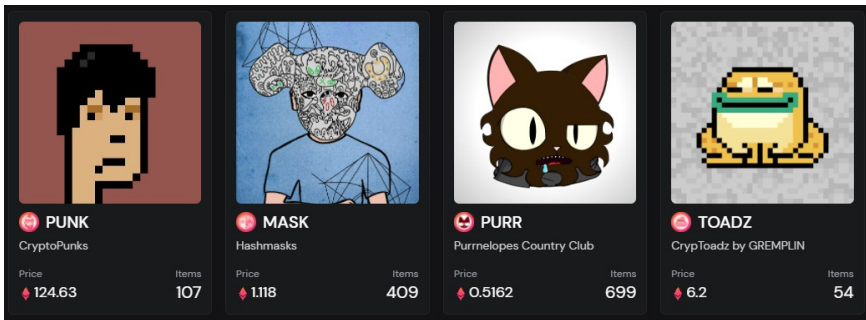 PUNK
CryptoPunks
Price Items
124.63 107
MASK
Hashmasks
Price Items
1.118 409
PURR
Purrnelopes Country Club
Price Items
0.5162 699
TOADZ
CrypToadz by GREMPLIN
Price Items
6.2 54